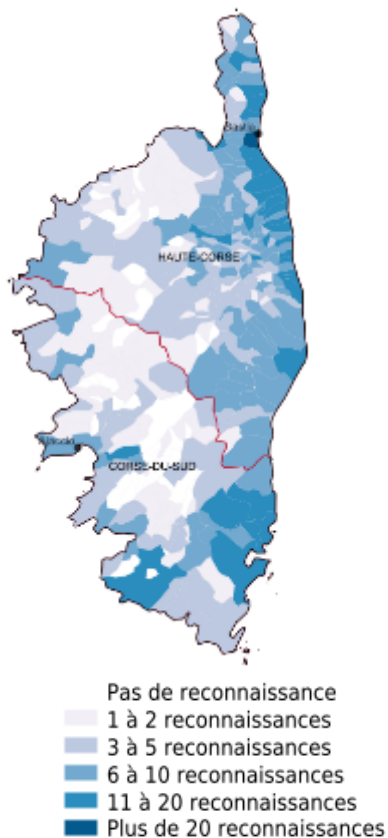 Bastia
HAUTE-CORSE
Ajaccio
CORSE-DU-SUD
Pas de reconnaissance
1 à 2 reconnaissances
3 à 5 reconnaissances
6 à 10 reconnaissances
11 à 20 reconnaissances
Plus de 20 reconnaissances